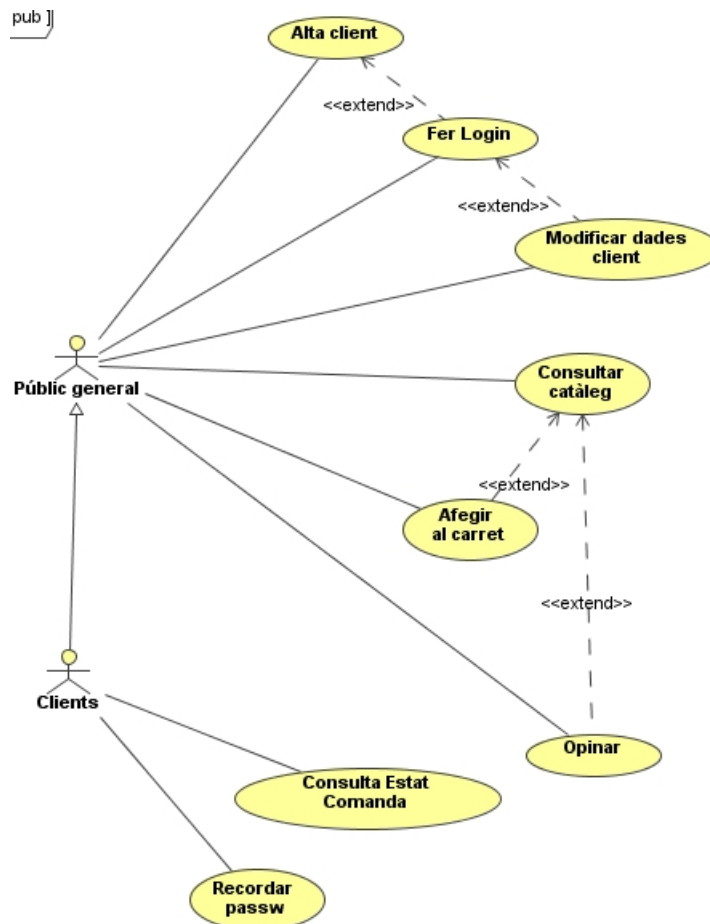 pub ]
Alta client
<<extend>>
Fer Login
<<extend>>
Modificar dades
client
Públic general
Consultar
catàleg
<<extend>>
Afegir
al carret
<<extend>>
Clients
Opinar
Consulta Estat
Comanda
Recordar
passw